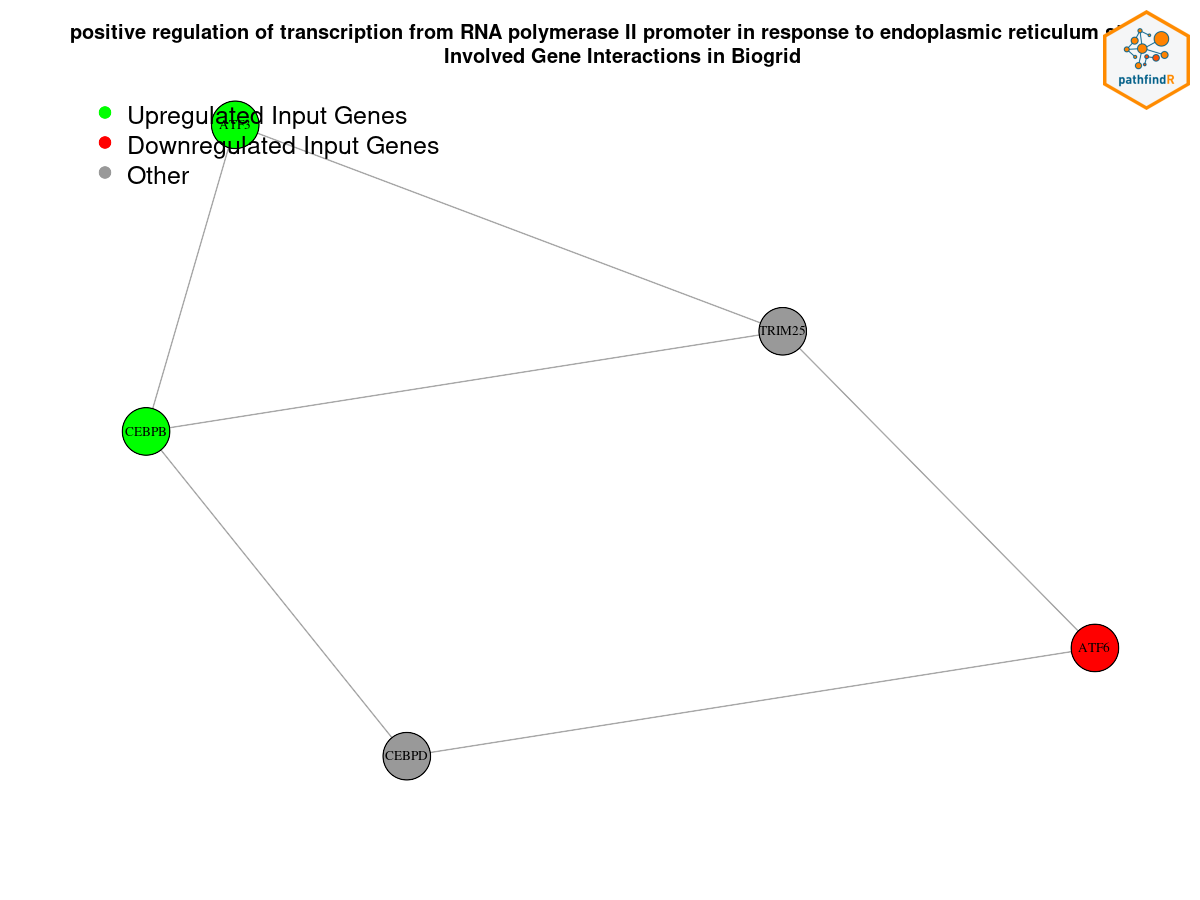 positive regulation of transcription from RNA polymerase II promoter in response to endoplasmic reticulum
Involved Gene Interactions in Biogrid
pathfindR
Upregulated Input Genes
ATF3
Downregulated Input Genes
Other
TRIM25
CEBPB
ATF6
CEBPD